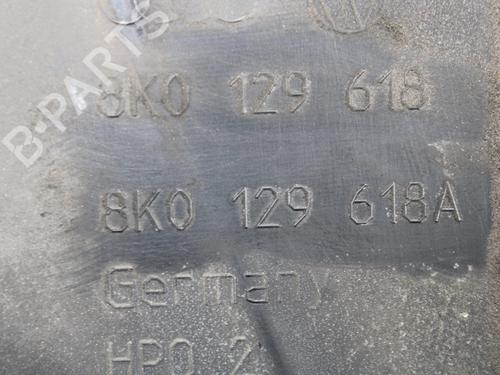 8K0 129 618
8K0 129 618A
Germany
HPO 2
B-PARTS